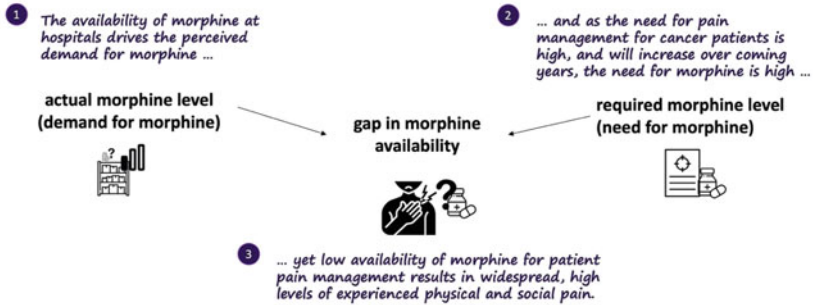 1
The availability of morphine at
hospitals drives the perceived
demand for morphine ...
2
... and as the need for pain
management for cancer patients is
high, and will increase over coming
years, the need for morphine is high ...
actual morphine level
(demand for morphine)
gap in morphine
availability
required morphine level
(need for morphine)
?
?
3
... yet low availability of morphine for patient
pain management results in widespread, high
levels of experienced physical and social pain.